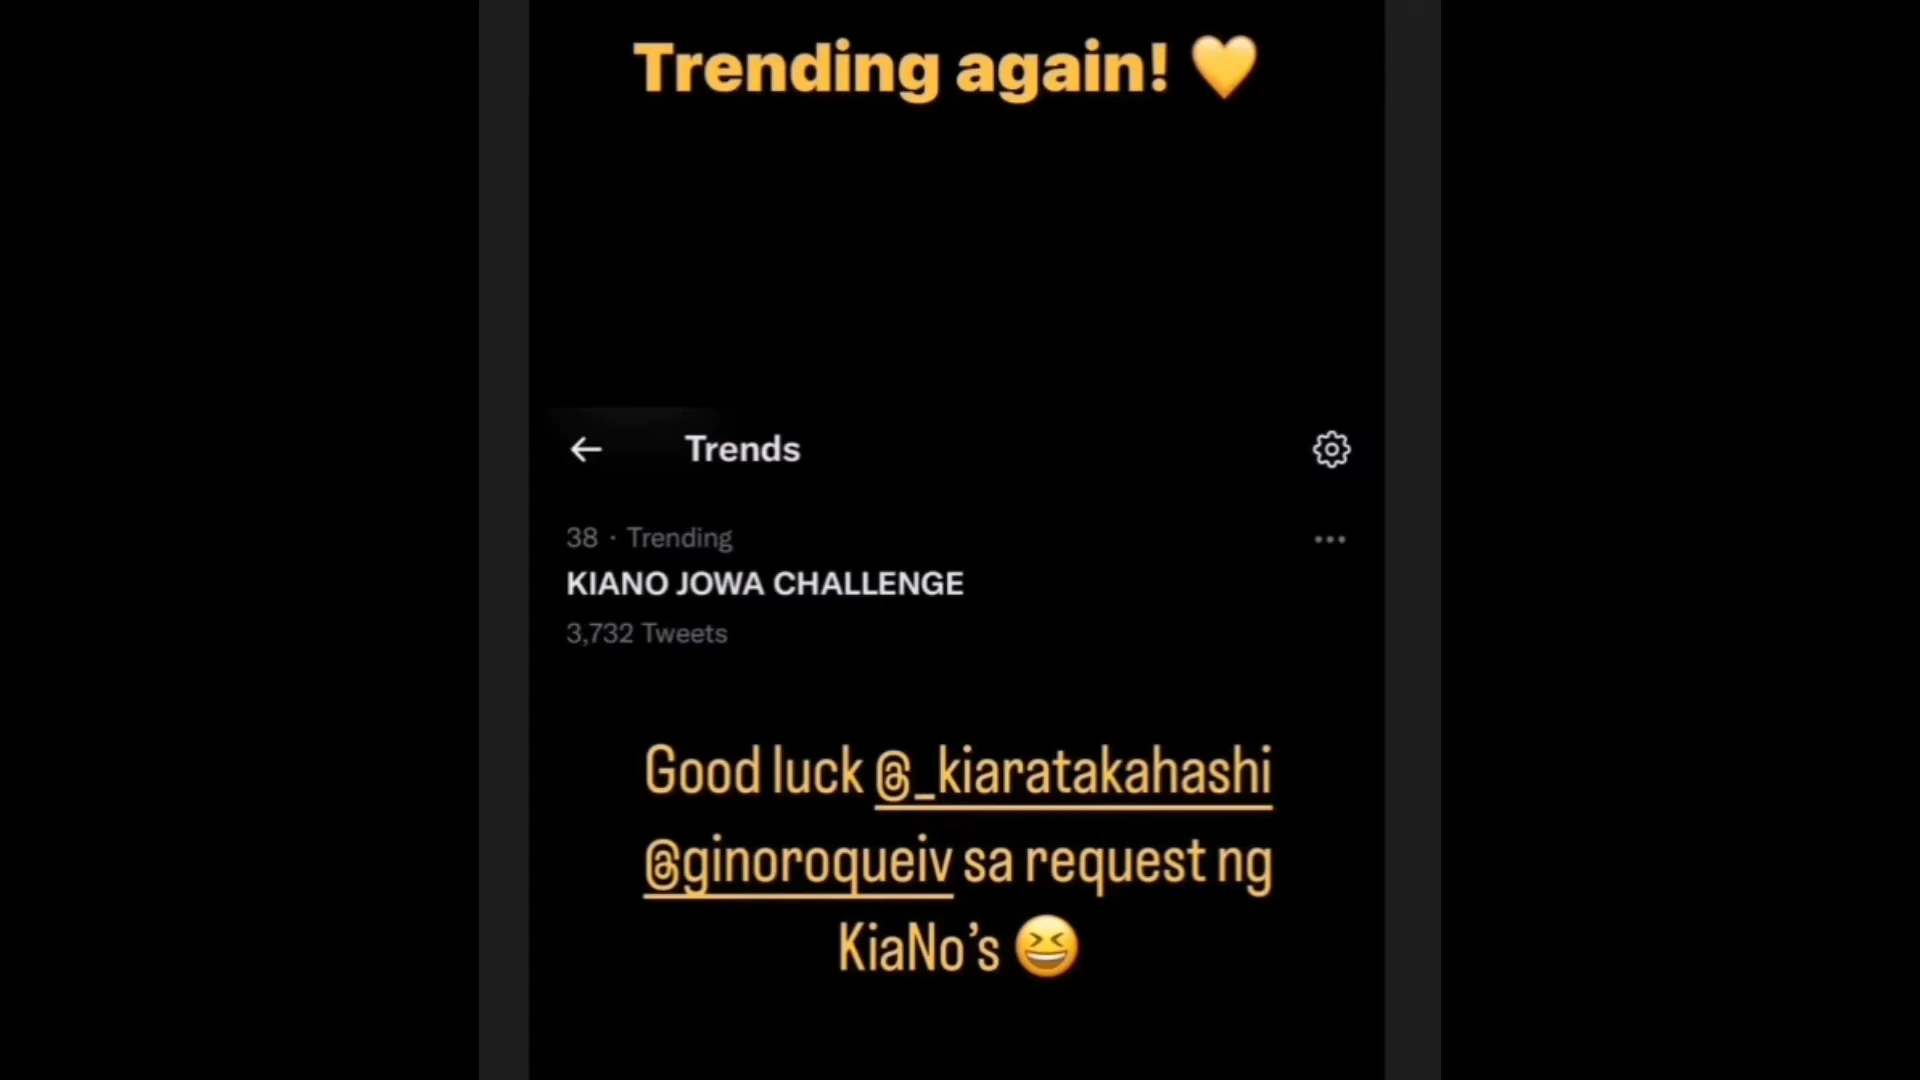 Trending again! 💛
Trends
38 · Trending
KIANO JOWA CHALLENGE
3,732 Tweets
Good luck @_kiaratakahashi
@ginoroqueiv sa request ng
KiaNo's 😆